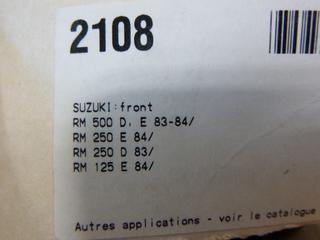 2108
SUZUKI:front
RM 500 D, E 83-84/
RM 250 E 84/
RM 250 D 83/
RM 125 E 84/
Autres applications - voir le catalogue